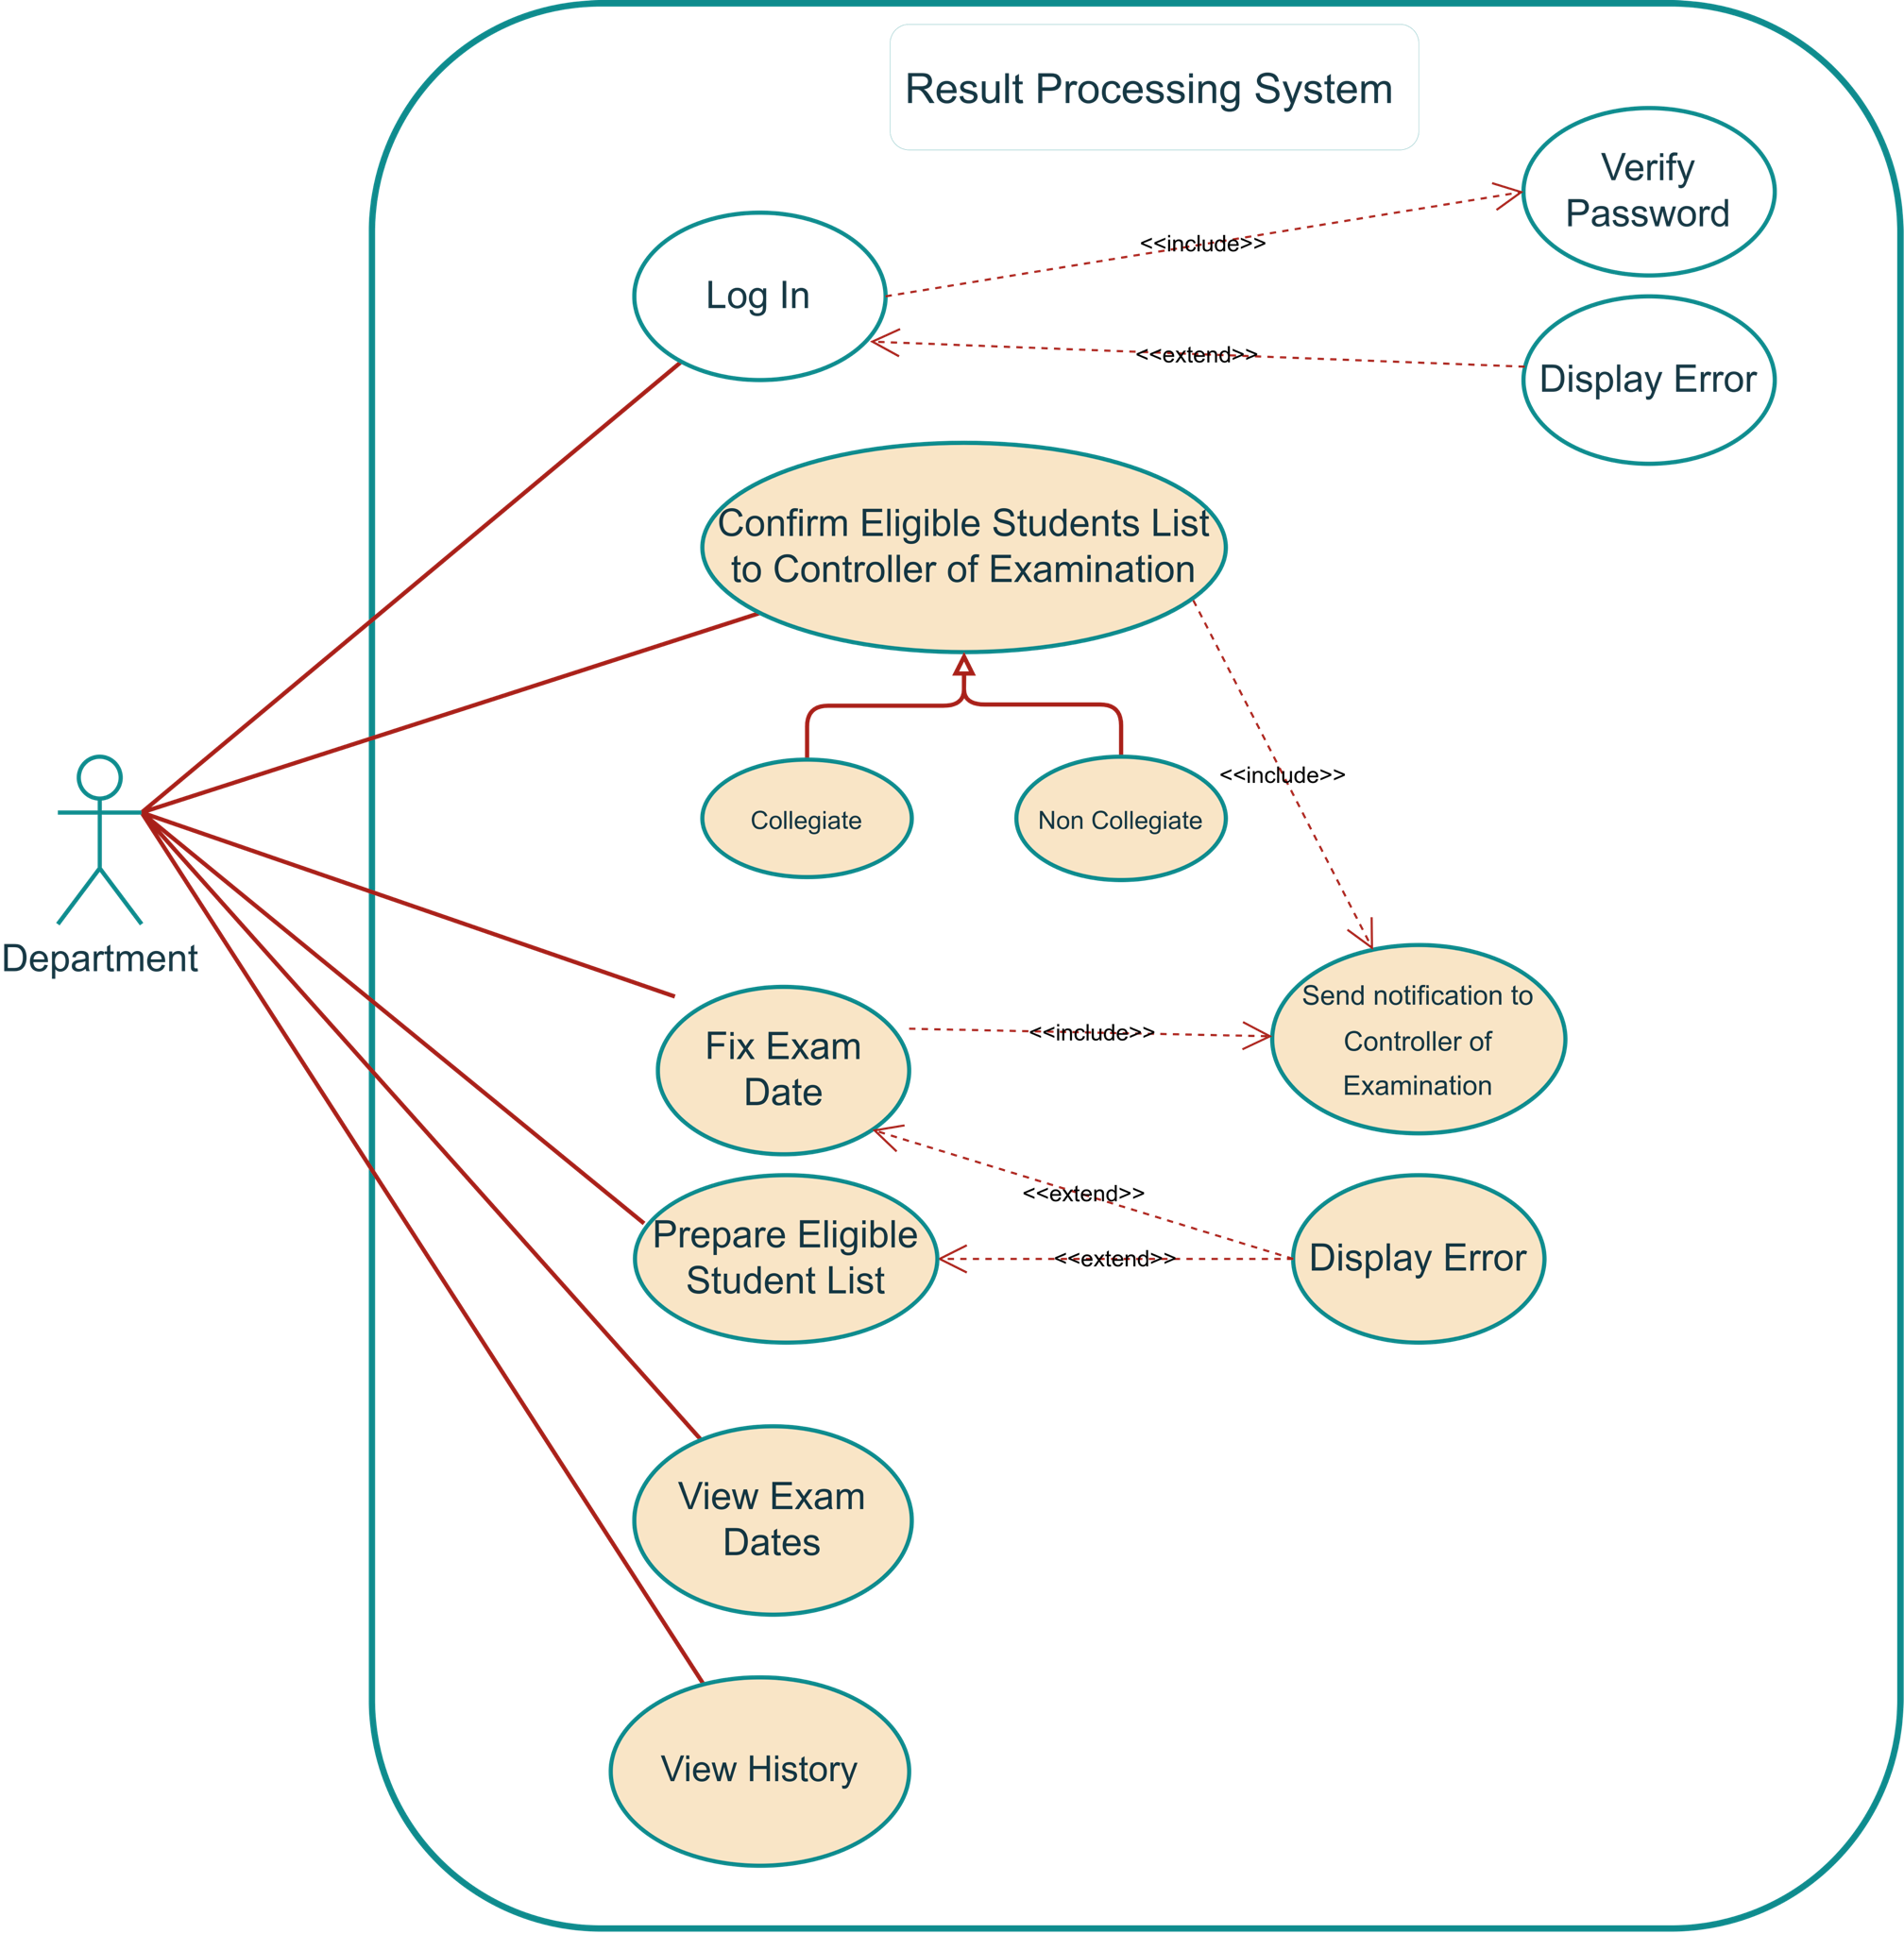 Result Processing System
Verify
Password
<<include>>
Log In
<<extend>>
Display Error
Confirm Eligible Students List
to Controller of Examination
<<include>>
Collegiate
Non Collegiate
Department
Send notification to
Controller of
Examination
<<include>>
Fix Exam
Date
<<extend>>
Prepare Eligible
Student List
<<extend>>
Display Error
View Exam
Dates
View History